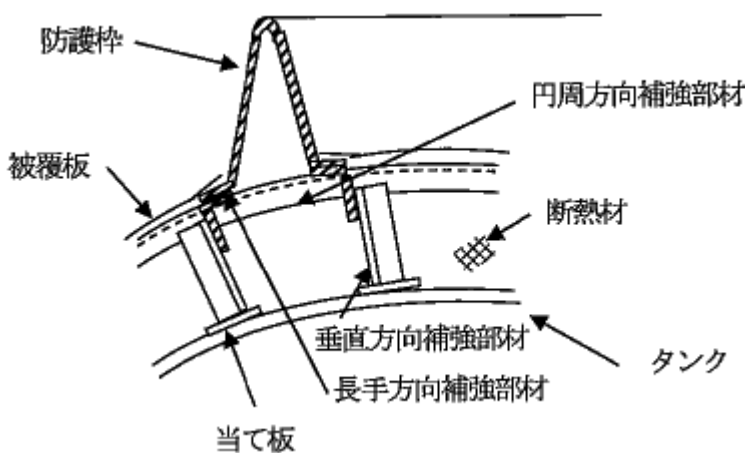 防護枠
円周方向補強部材
被覆板
断熱材
垂直方向補強部材
タンク
長手方向補強部材
当て板